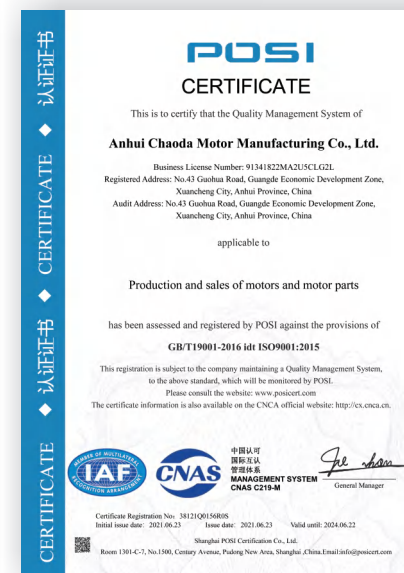 认证证书 ◆ CERTIFICATE ◆ 认证证书 ◆ CERTIFICATE
POSI
CERTIFICATE
This is to certify that the Quality Management System of
Anhui Chaoda Motor Manufacturing Co., Ltd.
Business License Number: 91341822MA2U5CLG2L
Registered Address: No.43 Guohua Road, Guangde Economic Development Zone,
Xuancheng City, Anhui Province, China
Audit Address: No.43 Guohua Road, Guangde Economic Development Zone,
Xuancheng City, Anhui Province, China
applicable to
Production and sales of motors and motor parts
has been assessed and registered by POSI against the provisions of
GB/T19001-2016 idt ISO9001:2015
This registration is subject to the company maintaining a Quality Management System,
to the above standard, which will be monitored by POSI.
Please consult the website: www.posicert.com
The certificate information is also available on the CNCA official website: http://cx.cnca.cn.
MEMBER OF MULTILATERAL
IAF
RECOGNITION ARRANGEMENT
CNAS
中国认可
国际互认
管理体系
MANAGEMENT SYSTEM
CNAS C219-M
General Manager
Certificate Registration No: 38121Q0156R0S
Initial issue date: 2021.06.23 Issue date: 2021.06.23 Valid until: 2024.06.22
Shanghai POSI Certification Co., Ltd.
Room 1301-C-7, No.1500, Century Avenue, Pudong New Area, Shanghai ,China.Email:info@posicert.com